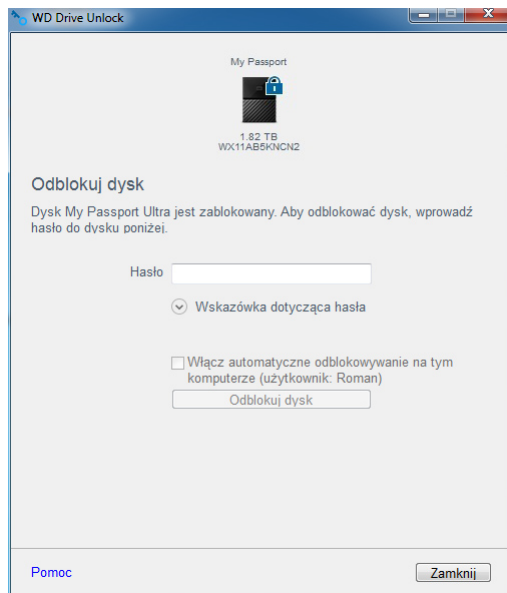 WD Drive Unlock
My Passport
1.82 TB
WX11AB5KNCN2
Odblokuj dysk
Dysk My Passport Ultra jest zablokowany. Aby odblokować dysk, wprowadź
hasło do dysku poniżej.
Hasło
Wskazówka dotycząca hasła
Włącz automatyczne odblokowywanie na tym
komputerze (użytkownik: Roman)
Odblokuj dysk
Pomoc
Zamknij